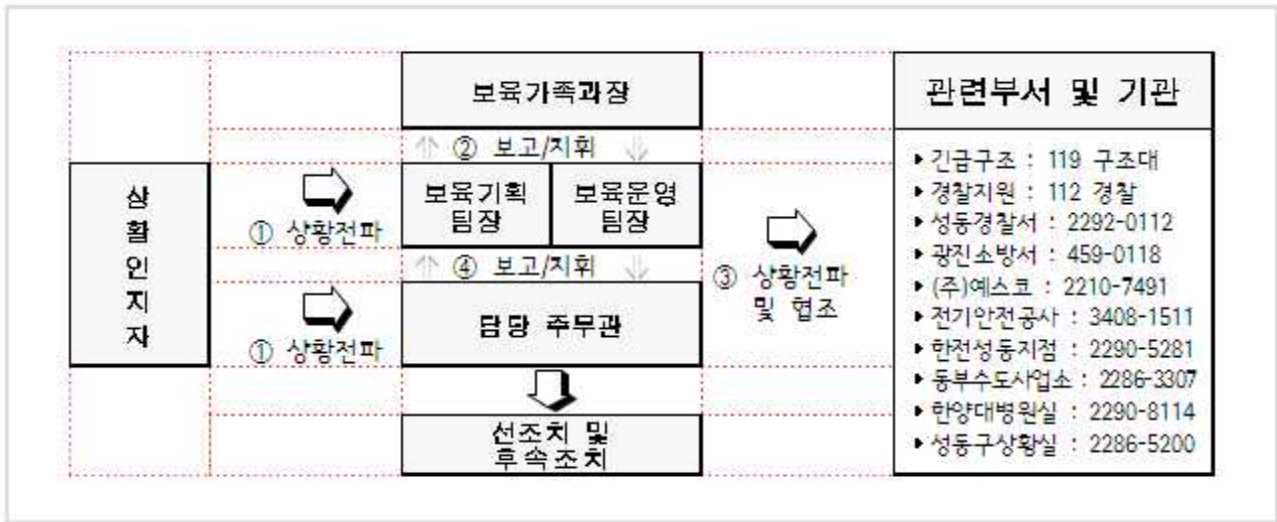 보육가족과장
② 보고/지휘
상
황
인
지
자
① 상황전파
보육기획
팀장
보육운영
팀장
④ 보고/지휘
① 상황전파
담당 주무관
③ 상황전파
및 협조
선조치 및
후속조치
관련부서 및 기관
긴급구조 : 119 구조대
경찰지원 : 112 경찰
성동경찰서 : 2292-0112
광진소방서 : 459-0118
(주)예스코 : 2210-7491
전기안전공사 : 3408-1511
한전성동지점 : 2290-5281
동부수도사업소 : 2286-3307
한양대병원실 : 2290-8114
성동구상황실 : 2286-5200